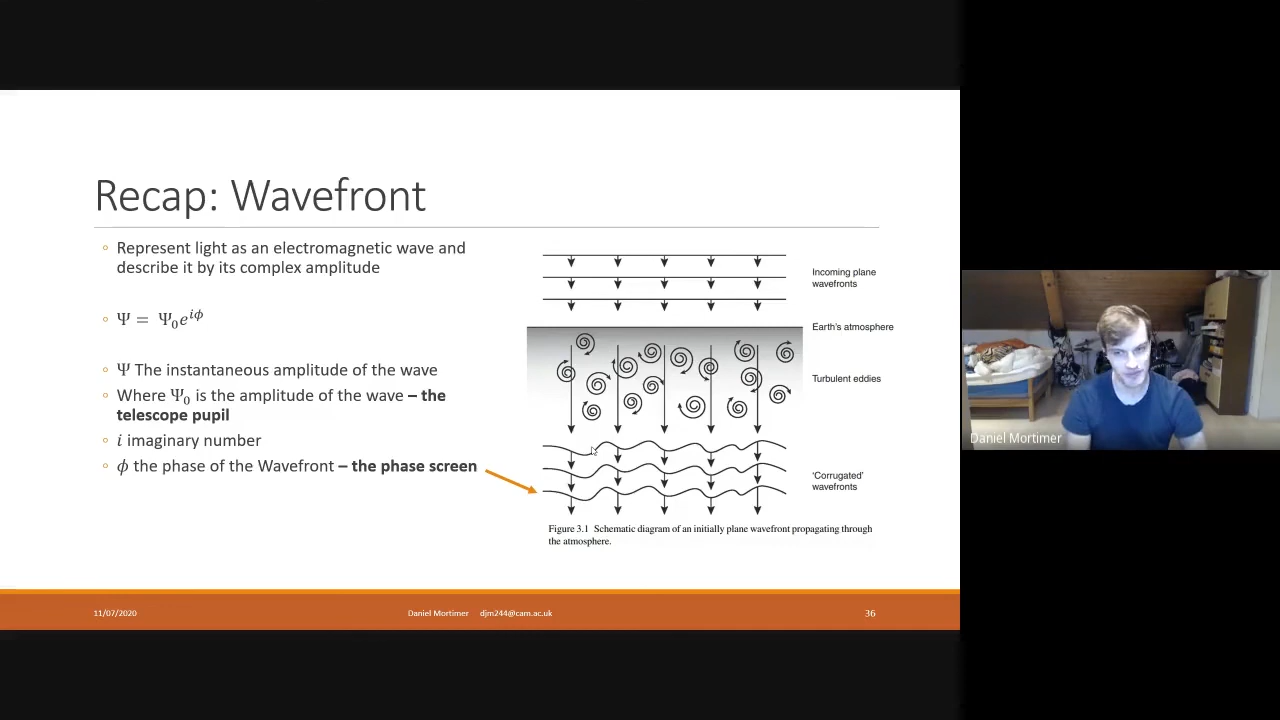 Recap: Wavefront
Represent light as an electromagnetic wave and
describe it by its complex amplitude
Ψ = Ψ₀e^{iϕ}
Ψ The instantaneous amplitude of the wave
Where Ψ₀ is the amplitude of the wave – the
telescope pupil
i imaginary number
ϕ the phase of the Wavefront – the phase screen
Incoming plane
wavefronts
Earth's atmosphere
Turbulent eddies
'Corrugated'
wavefronts
Figure 3.1 Schematic diagram of an initially plane wavefront propagating through
the atmosphere.
11/07/2020
Daniel Mortimer djm244@cam.ac.uk
36
Daniel Mortimer